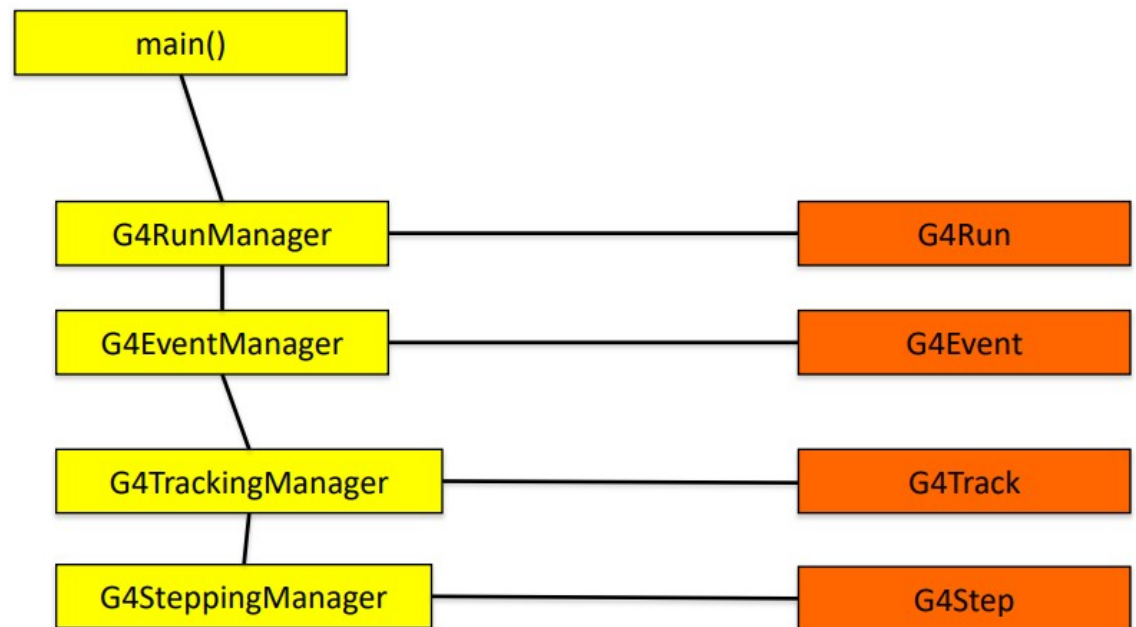 main()
G4RunManager
G4Run
G4EventManager
G4Event
G4TrackingManager
G4Track
G4SteppingManager
G4Step